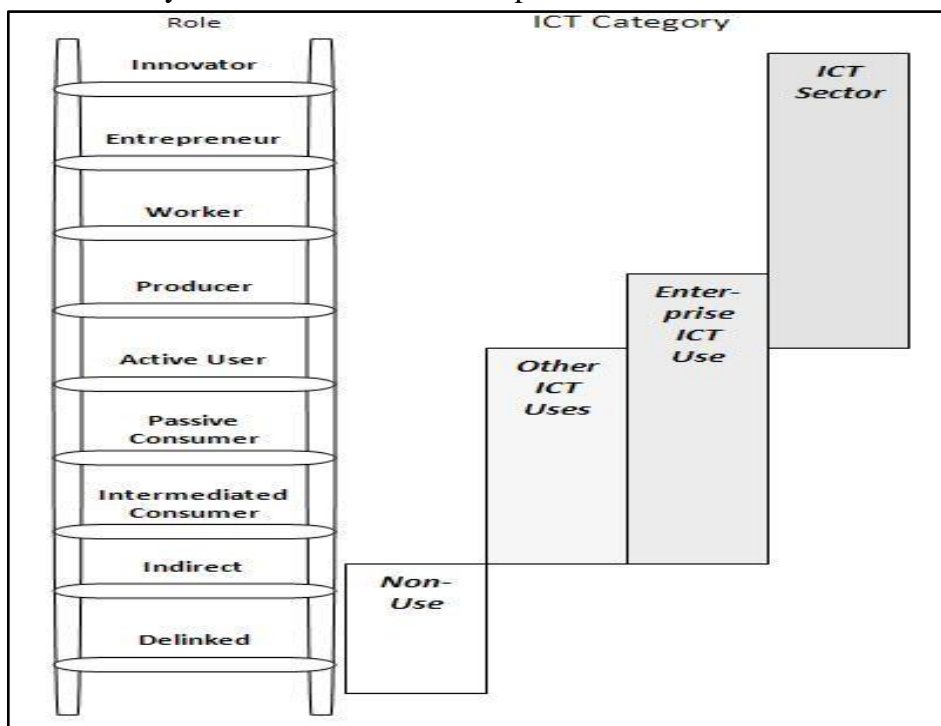 Role
ICT Category
Innovator
Entrepreneur
Worker
Producer
Active User
Passive
Consumer
Intermediated
Consumer
Indirect
Delinked
Non-
Use
Other
ICT
Uses
Enter-
prise
ICT
Use
ICT
Sector